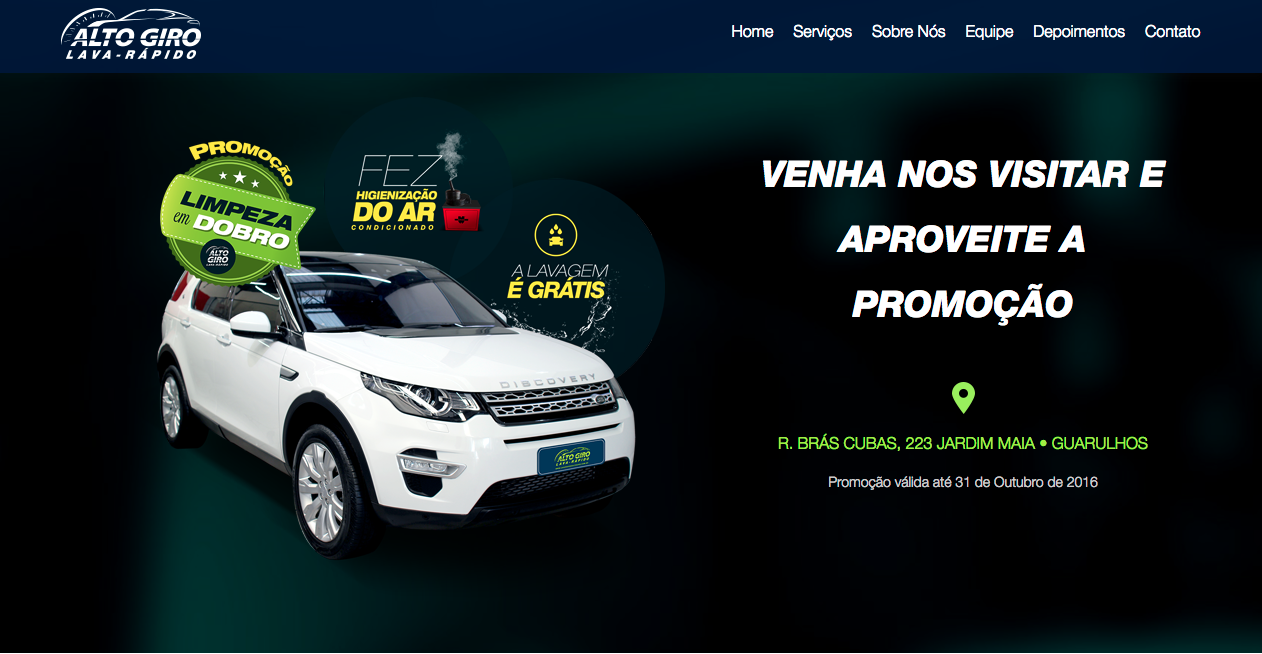 ALTO GIRO
LAVA-RÁPIDO
Home Serviços Sobre Nós Equipe Depoimentos Contato
PROMOÇÃO
LIMPEZA
em DOBRO
ALTO
GIRO
FEZ
HIGIENIZAÇÃO
DO AR
CONDICIONADO
A LAVAGEM
É GRÁTIS
DISCOVERY
ALTO GIRO
LAVA-RÁPIDO
VENHA NOS VISITAR E
APROVEITE A
PROMOÇÃO
R. BRÁS CUBAS, 223 JARDIM MAIA • GUARULHOS
Promoção válida até 31 de Outubro de 2016